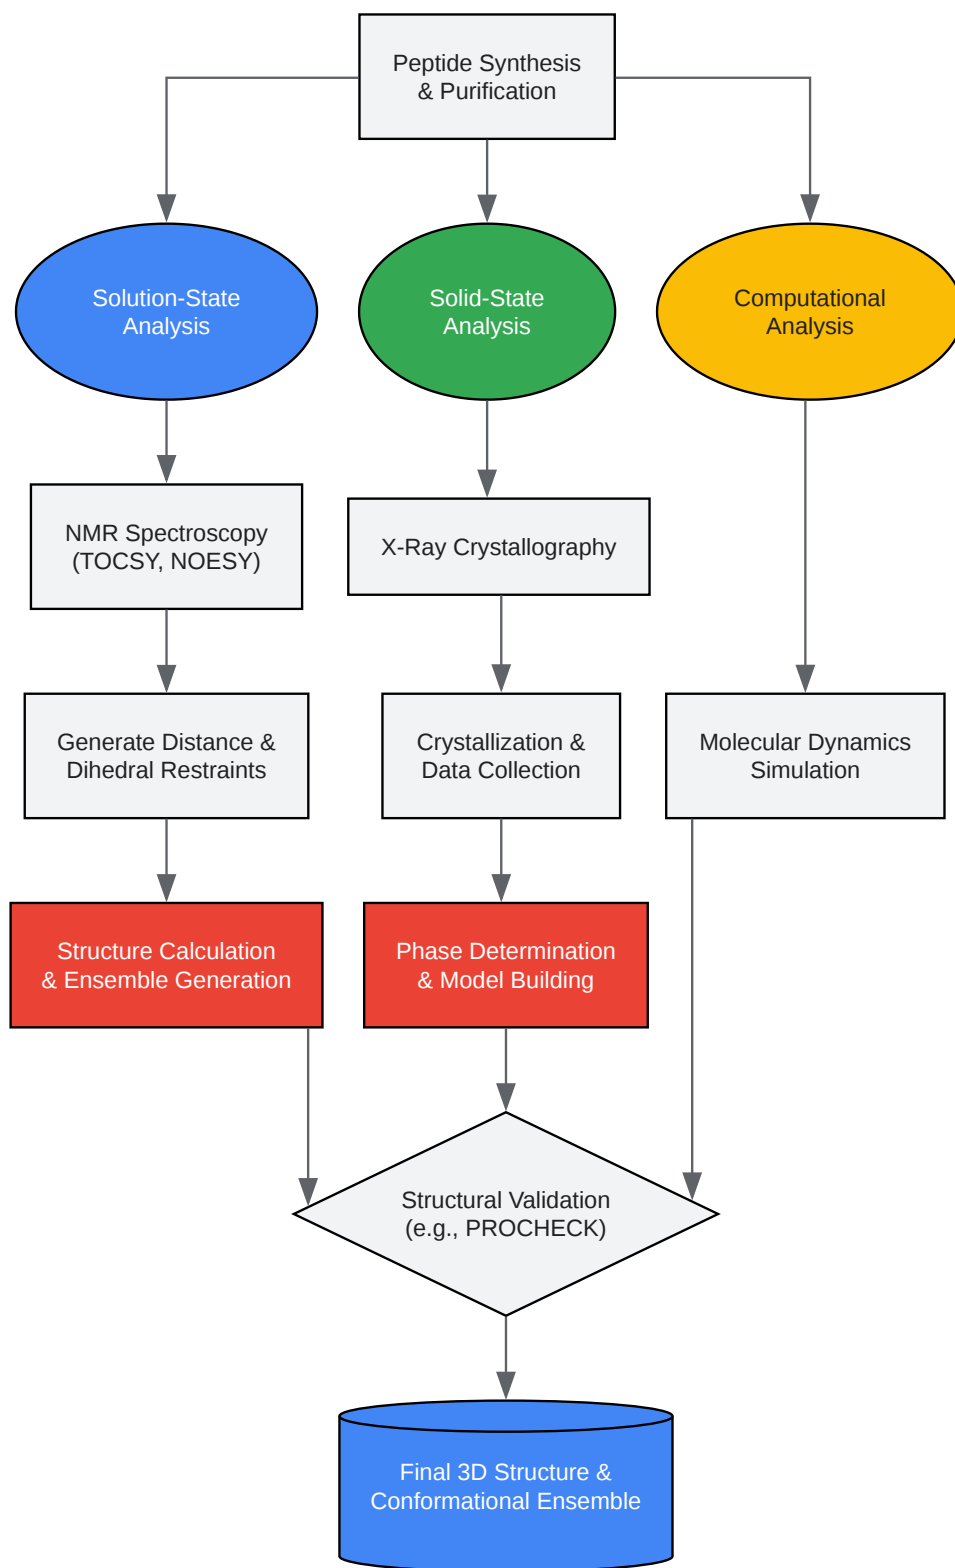 Peptide Synthesis
& Purification
Solution-State
Analysis
Solid-State
Analysis
Computational
Analysis
NMR Spectroscopy
(TOCSY, NOESY)
X-Ray Crystallography
Generate Distance &
Dihedral Restraints
Crystallization &
Data Collection
Molecular Dynamics
Simulation
Structure Calculation
& Ensemble Generation
Phase Determination
& Model Building
Structural Validation
(e.g., PROCHECK)
Final 3D Structure &
Conformational Ensemble